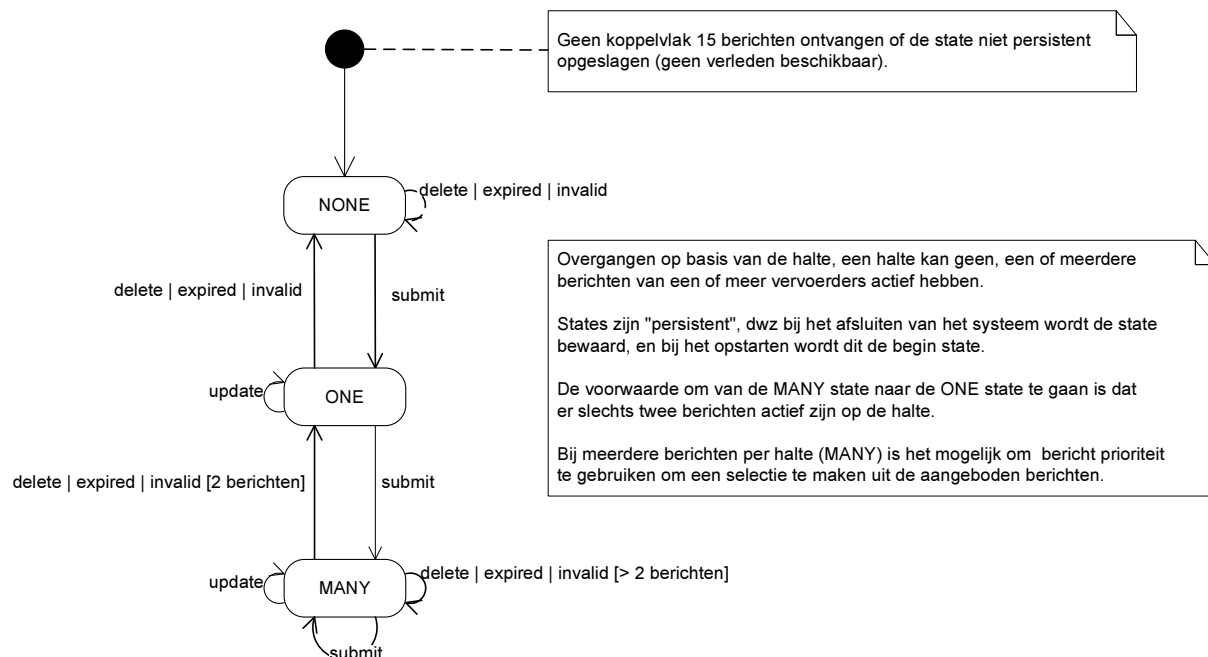 Geen koppelvlak 15 berichten ontvangen of de state niet persistent
opgeslagen (geen verleden beschikbaar).
NONE
delete | expired | invalid
delete | expired | invalid
submit
Overgangen op basis van de halte, een halte kan geen, een of meerdere
berichten van een of meer vervoerders actief hebben.
States zijn "persistent", dwz bij het afsluiten van het systeem wordt de state
bewaard, en bij het opstarten wordt dit de begin state.
De voorwaarde om van de MANY state naar de ONE state te gaan is dat
er slechts twee berichten actief zijn op de halte.
Bij meerdere berichten per halte (MANY) is het mogelijk om bericht prioriteit
te gebruiken om een selectie te maken uit de aangeboden berichten.
update
ONE
delete | expired | invalid [2 berichten]
submit
update
MANY
delete | expired | invalid [> 2 berichten]
submit